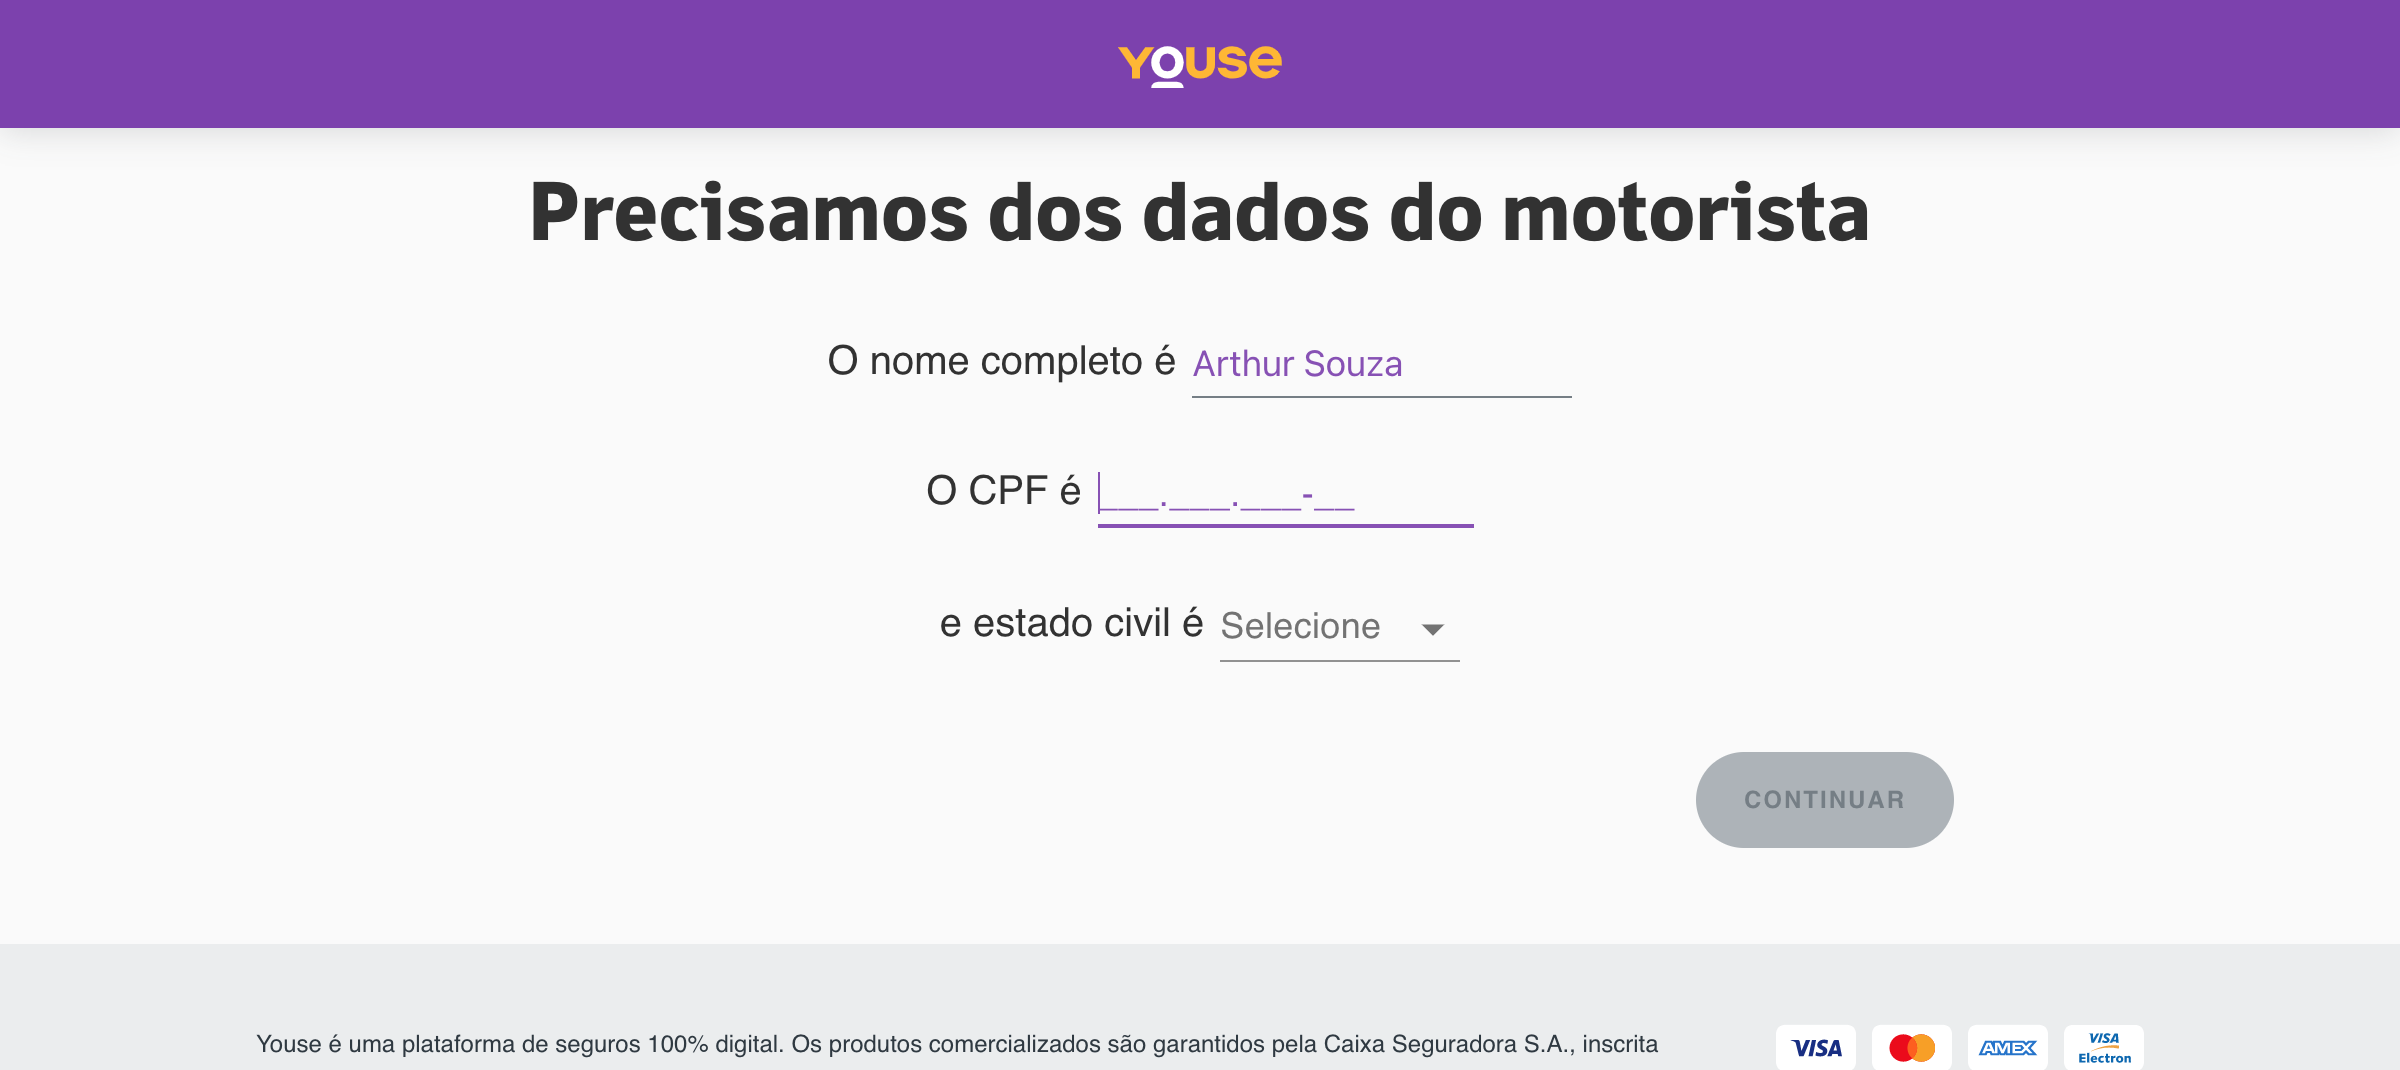 Youse
Precisamos dos dados do motorista
O nome completo é Arthur Souza
O CPF é ___.___.___-__
e estado civil é Selecione
CONTINUAR
Youse é uma plataforma de seguros 100% digital. Os produtos comercializados são garantidos pela Caixa Seguradora S.A., inscrita
VISA
AMEX
VISA
Electron